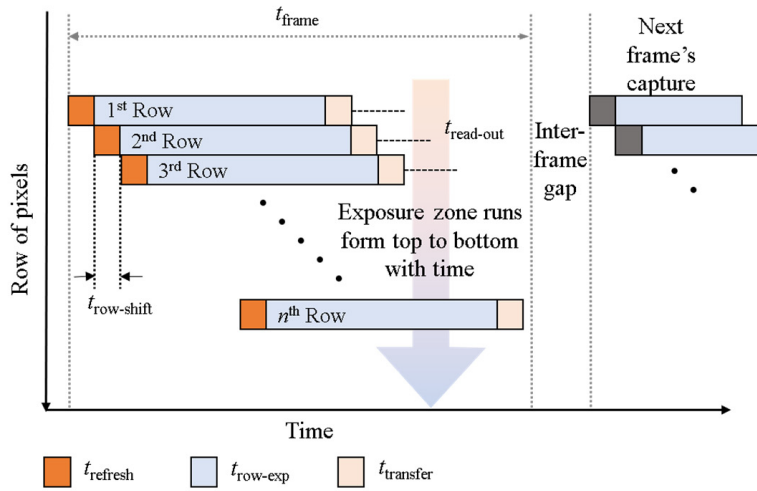 t_frame
Next
frame's
capture
1st Row
2nd Row
3rd Row
t_read-out
Inter-
frame
gap
Exposure zone runs
form top to bottom
with time
t_row-shift
nth Row
Row of pixels
Time
t_refresh
t_row-exp
t_transfer